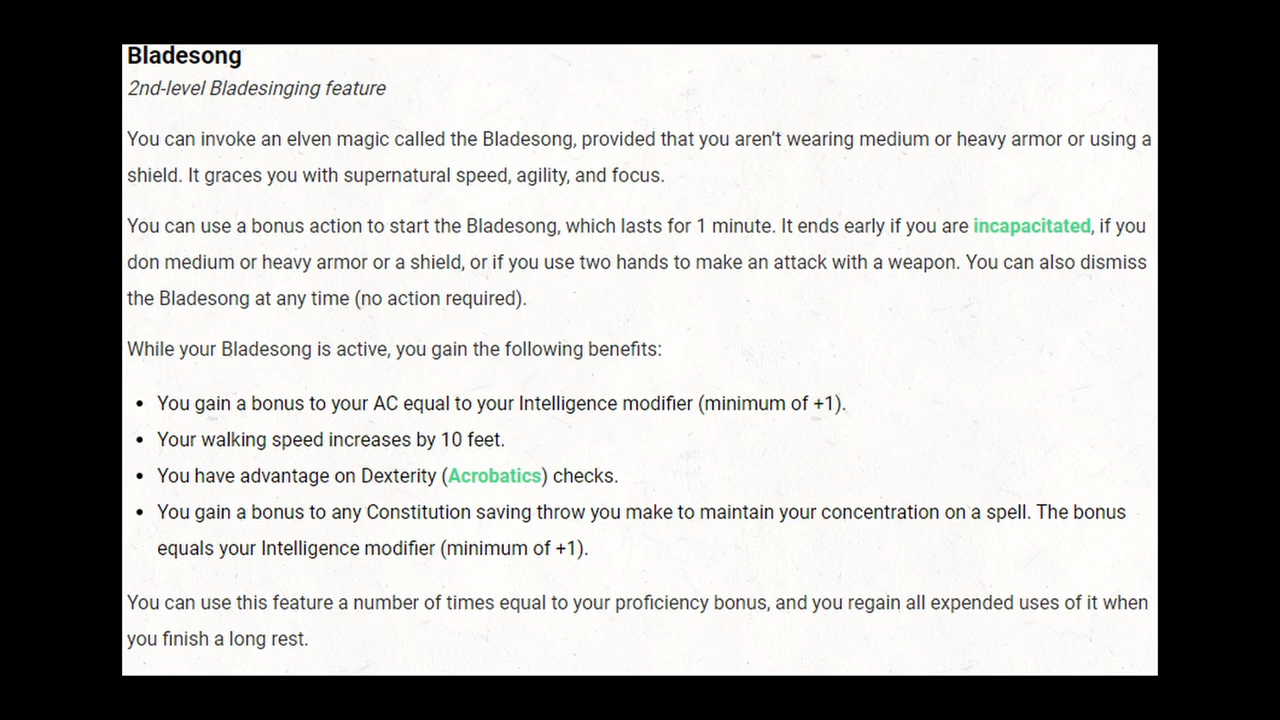 Bladesong
2nd-level Bladesinging feature
You can invoke an elven magic called the Bladesong, provided that you aren’t wearing medium or heavy armor or using a
shield. It graces you with supernatural speed, agility, and focus.
You can use a bonus action to start the Bladesong, which lasts for 1 minute. It ends early if you are incapacitated, if you
don medium or heavy armor or a shield, or if you use two hands to make an attack with a weapon. You can also dismiss
the Bladesong at any time (no action required).
While your Bladesong is active, you gain the following benefits:
• You gain a bonus to your AC equal to your Intelligence modifier (minimum of +1).
• Your walking speed increases by 10 feet.
• You have advantage on Dexterity (Acrobatics) checks.
• You gain a bonus to any Constitution saving throw you make to maintain your concentration on a spell. The bonus
equals your Intelligence modifier (minimum of +1).
You can use this feature a number of times equal to your proficiency bonus, and you regain all expended uses of it when
you finish a long rest.